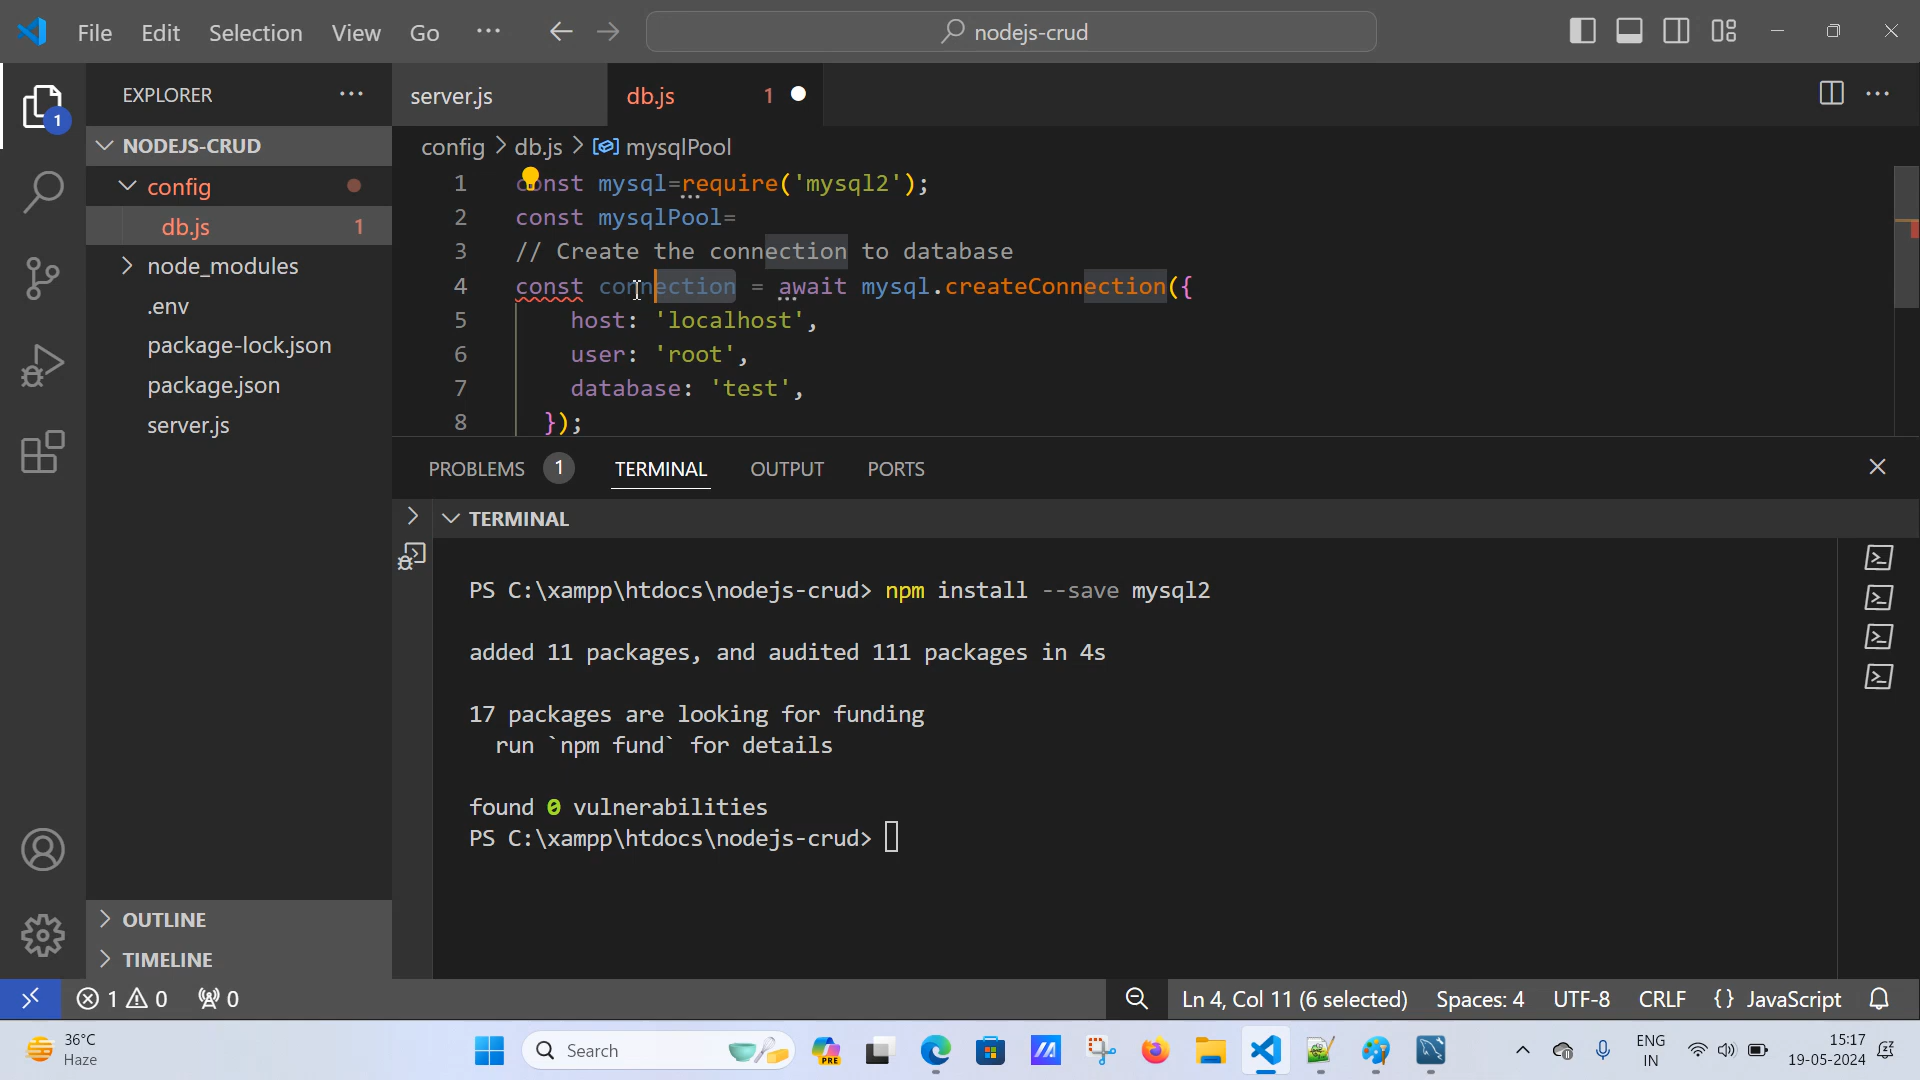 File Edit Selection View Go ··· nodejs-crud
EXPLORER ···
server.js
db.js 1
NODEJS-CRUD
config
db.js 1
node_modules
.env
package-lock.json
package.json
server.js
OUTLINE
TIMELINE
1
config > db.js > mysqlPool
1 const mysql=require('mysql2');
2 const mysqlPool=
3 // Create the connection to database
4 const connection = await mysql.createConnection({
5 host: 'localhost',
6 user: 'root',
7 database: 'test',
8 });
PROBLEMS 1 TERMINAL OUTPUT PORTS
TERMINAL
PS C:\xampp\htdocs\nodejs-crud> npm install --save mysql2
added 11 packages, and audited 111 packages in 4s
17 packages are looking for funding
run `npm fund` for details
found 0 vulnerabilities
PS C:\xampp\htdocs\nodejs-crud>
1 0 0 Ln 4, Col 11 (6 selected) Spaces: 4 UTF-8 CRLF {} JavaScript
36°C
Haze
Search
PRE
ENG
IN
15:17
19-05-2024